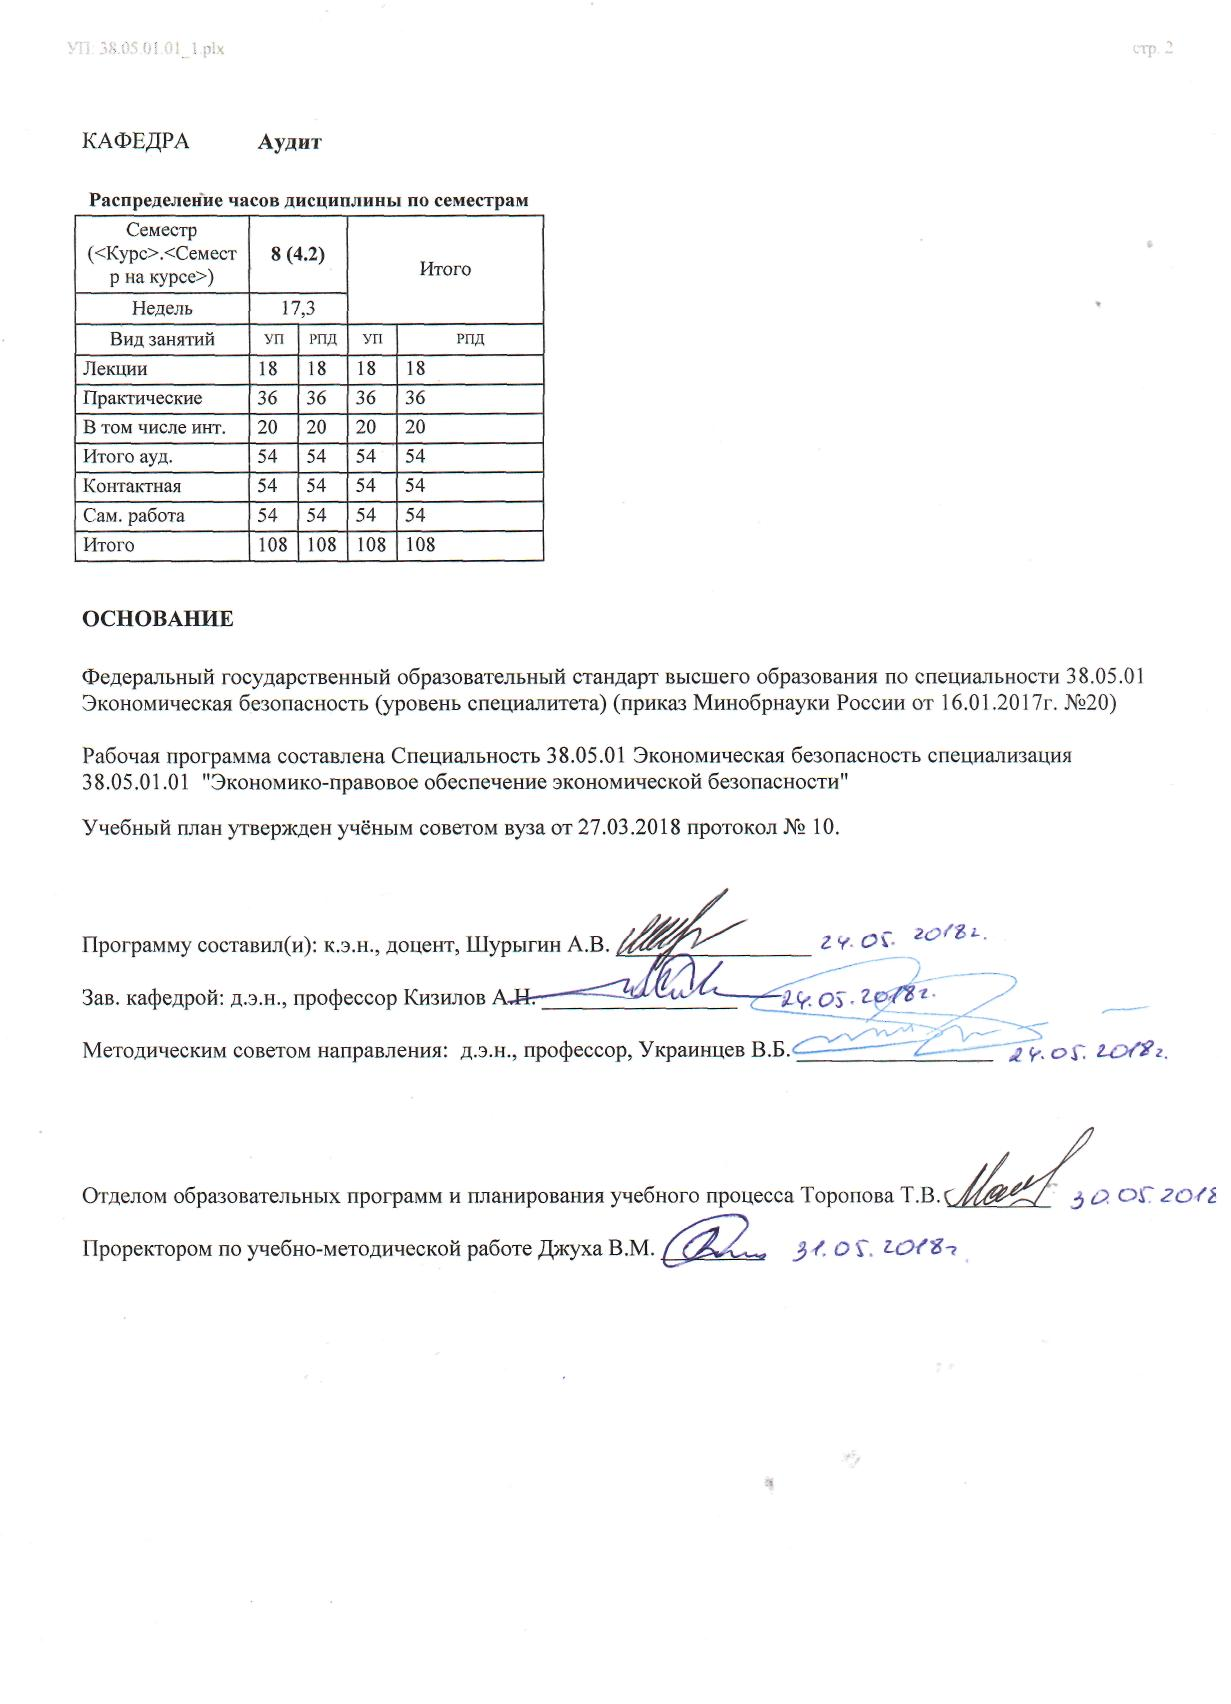 УП: 38.05.01.01_1.plx стр. 2
КАФЕДРА Аудит
Распределение часов дисциплины по семестрам
Семестр
(<Курс>.<Семест
р на курсе>) 8 (4.2) Итого
Недель 17,3
Вид занятий УП РПД УП РПД
Лекции 18 18 18 18
Практические 36 36 36 36
В том числе инт. 20 20 20 20
Итого ауд. 54 54 54 54
Контактная 54 54 54 54
Сам. работа 54 54 54 54
Итого 108 108 108 108
ОСНОВАНИЕ
Федеральный государственный образовательный стандарт высшего образования по специальности 38.05.01
Экономическая безопасность (уровень специалитета) (приказ Минобрнауки России от 16.01.2017г. №20)
Рабочая программа составлена Специальность 38.05.01 Экономическая безопасность специализация
38.05.01.01 "Экономико-правовое обеспечение экономической безопасности"
Учебный план утвержден учёным советом вуза от 27.03.2018 протокол № 10.
Программу составил(и): к.э.н., доцент, Шурыгин А.В. 24.05. 2018г.
Зав. кафедрой: д.э.н., профессор Кизилов А.Н. 24.05.2018г.
Методическим советом направления: д.э.н., профессор, Украинцев В.Б. 24.05.2018г.
Отделом образовательных программ и планирования учебного процесса Торопова Т.В. 30.05.2018
Проректором по учебно-методической работе Джуха В.М. 31.05.2018г